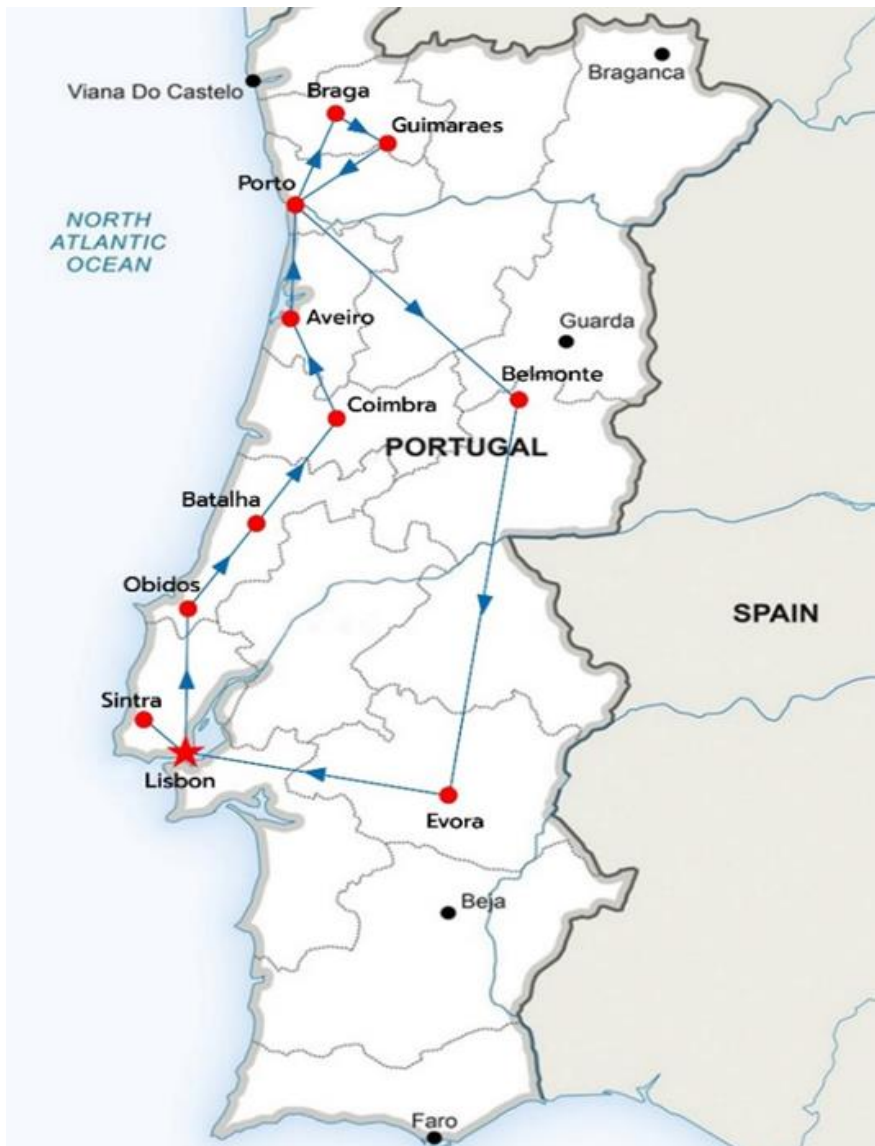 Braganca
Viana Do Castelo
Braga
Guimaraes
Porto
NORTH
ATLANTIC
OCEAN
Aveiro
Guarda
Belmonte
Coimbra
PORTUGAL
Batalha
Obidos
SPAIN
Sintra
Lisbon
Evora
Beja
Faro